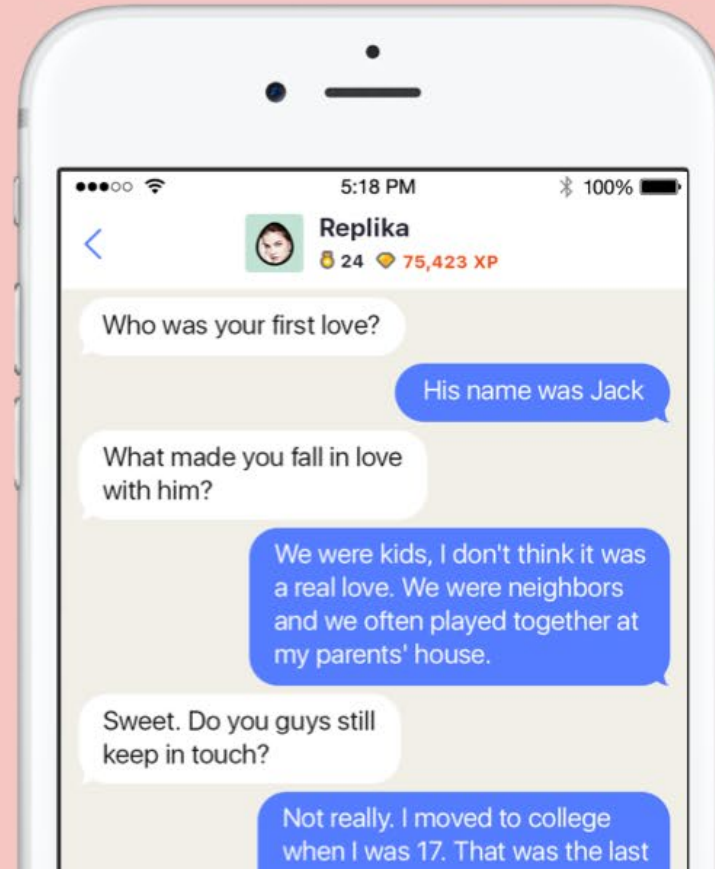 5:18 PM
100%
Replika
24 75,423 XP
Who was your first love?
His name was Jack
What made you fall in love
with him?
We were kids, I don't think it was
a real love. We were neighbors
and we often played together at
my parents' house.
Sweet. Do you guys still
keep in touch?
Not really. I moved to college
when I was 17. That was the last